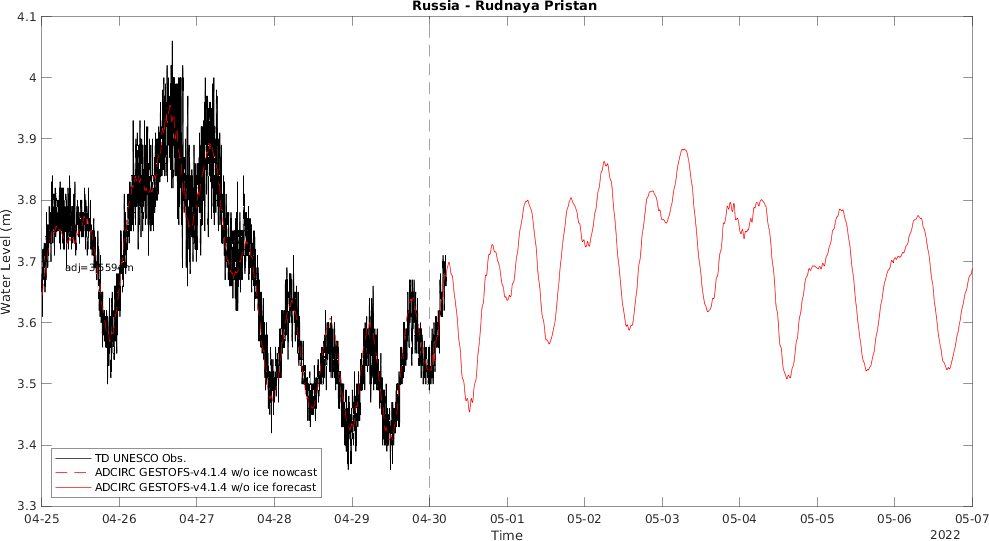 Russia - Rudnaya Pristan
4.1
4
3.9
3.8
3.7
3.6
3.5
3.4
3.3
Water Level (m)
TD UNESCO Obs.
ADCIRC GESTOFS-v4.1.4 w/o ice nowcast
ADCIRC GESTOFS-v4.1.4 w/o ice forecast
04-25 04-26 04-27 04-28 04-29 04-30 05-01 05-02 05-03 05-04 05-05 05-06 05-07
Time
2022